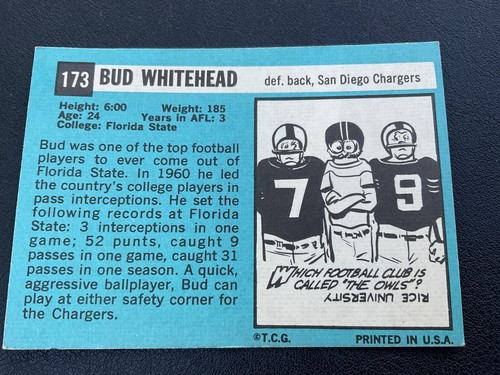 173 BUD WHITEHEAD def. back, San Diego Chargers
Height: 6:00 Weight: 185
Age: 24 Years in AFL: 3
College: Florida State
Bud was one of the top football
players to ever come out of
Florida State. In 1960 he led
the country's college players in
pass interceptions. He set the
following records at Florida
State: 3 interceptions in one
game; 52 punts, caught 9
passes in one game, caught 31
passes in one season. A quick,
aggressive ballplayer, Bud can
play at either safety corner for
the Chargers.
7 9
WHICH FOOTBALL CLUB IS
CALLED "THE OWLS"?
RICE UNIVERSITY
©T.C.G. PRINTED IN U.S.A.